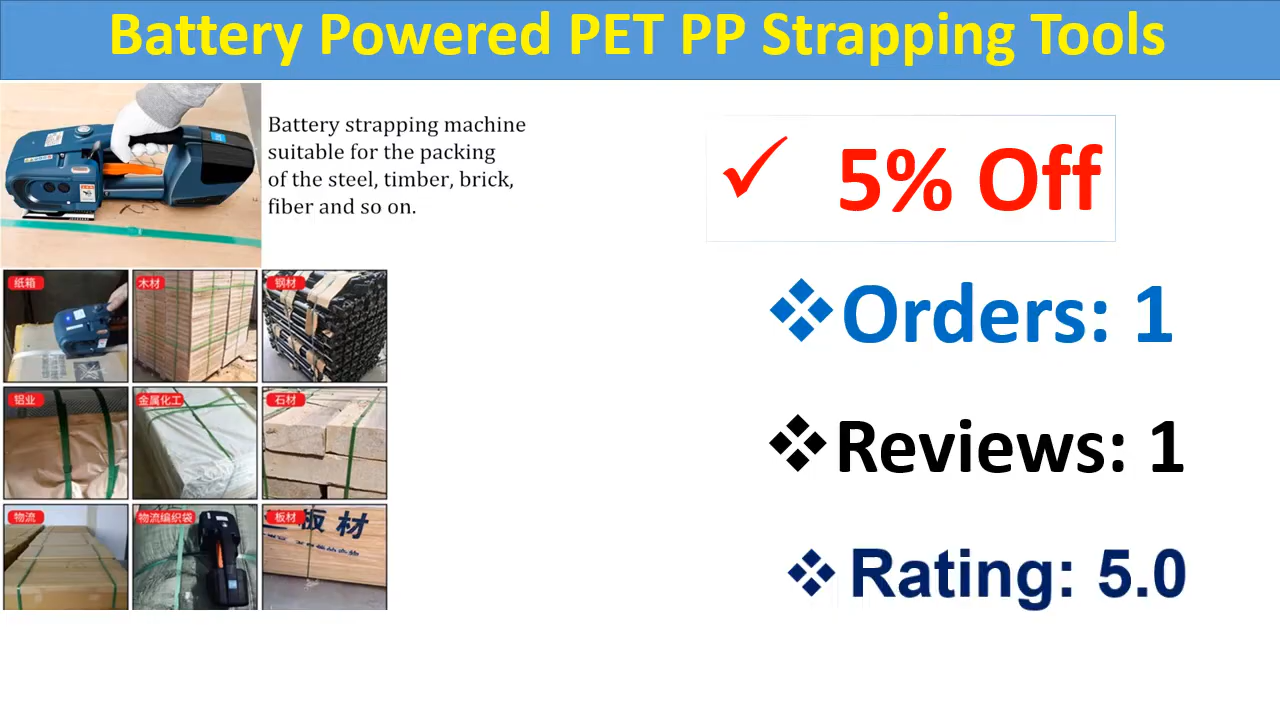 Battery Powered PET PP Strapping Tools
Battery strapping machine
suitable for the packing
of the steel, timber, brick,
fiber and so on.
✓ 5% Off
❖Orders: 1
❖Reviews: 1
❖Rating: 5.0
纸箱
木材
钢材
铝业
金属化工
石材
物流
物流编织袋
板材
板材